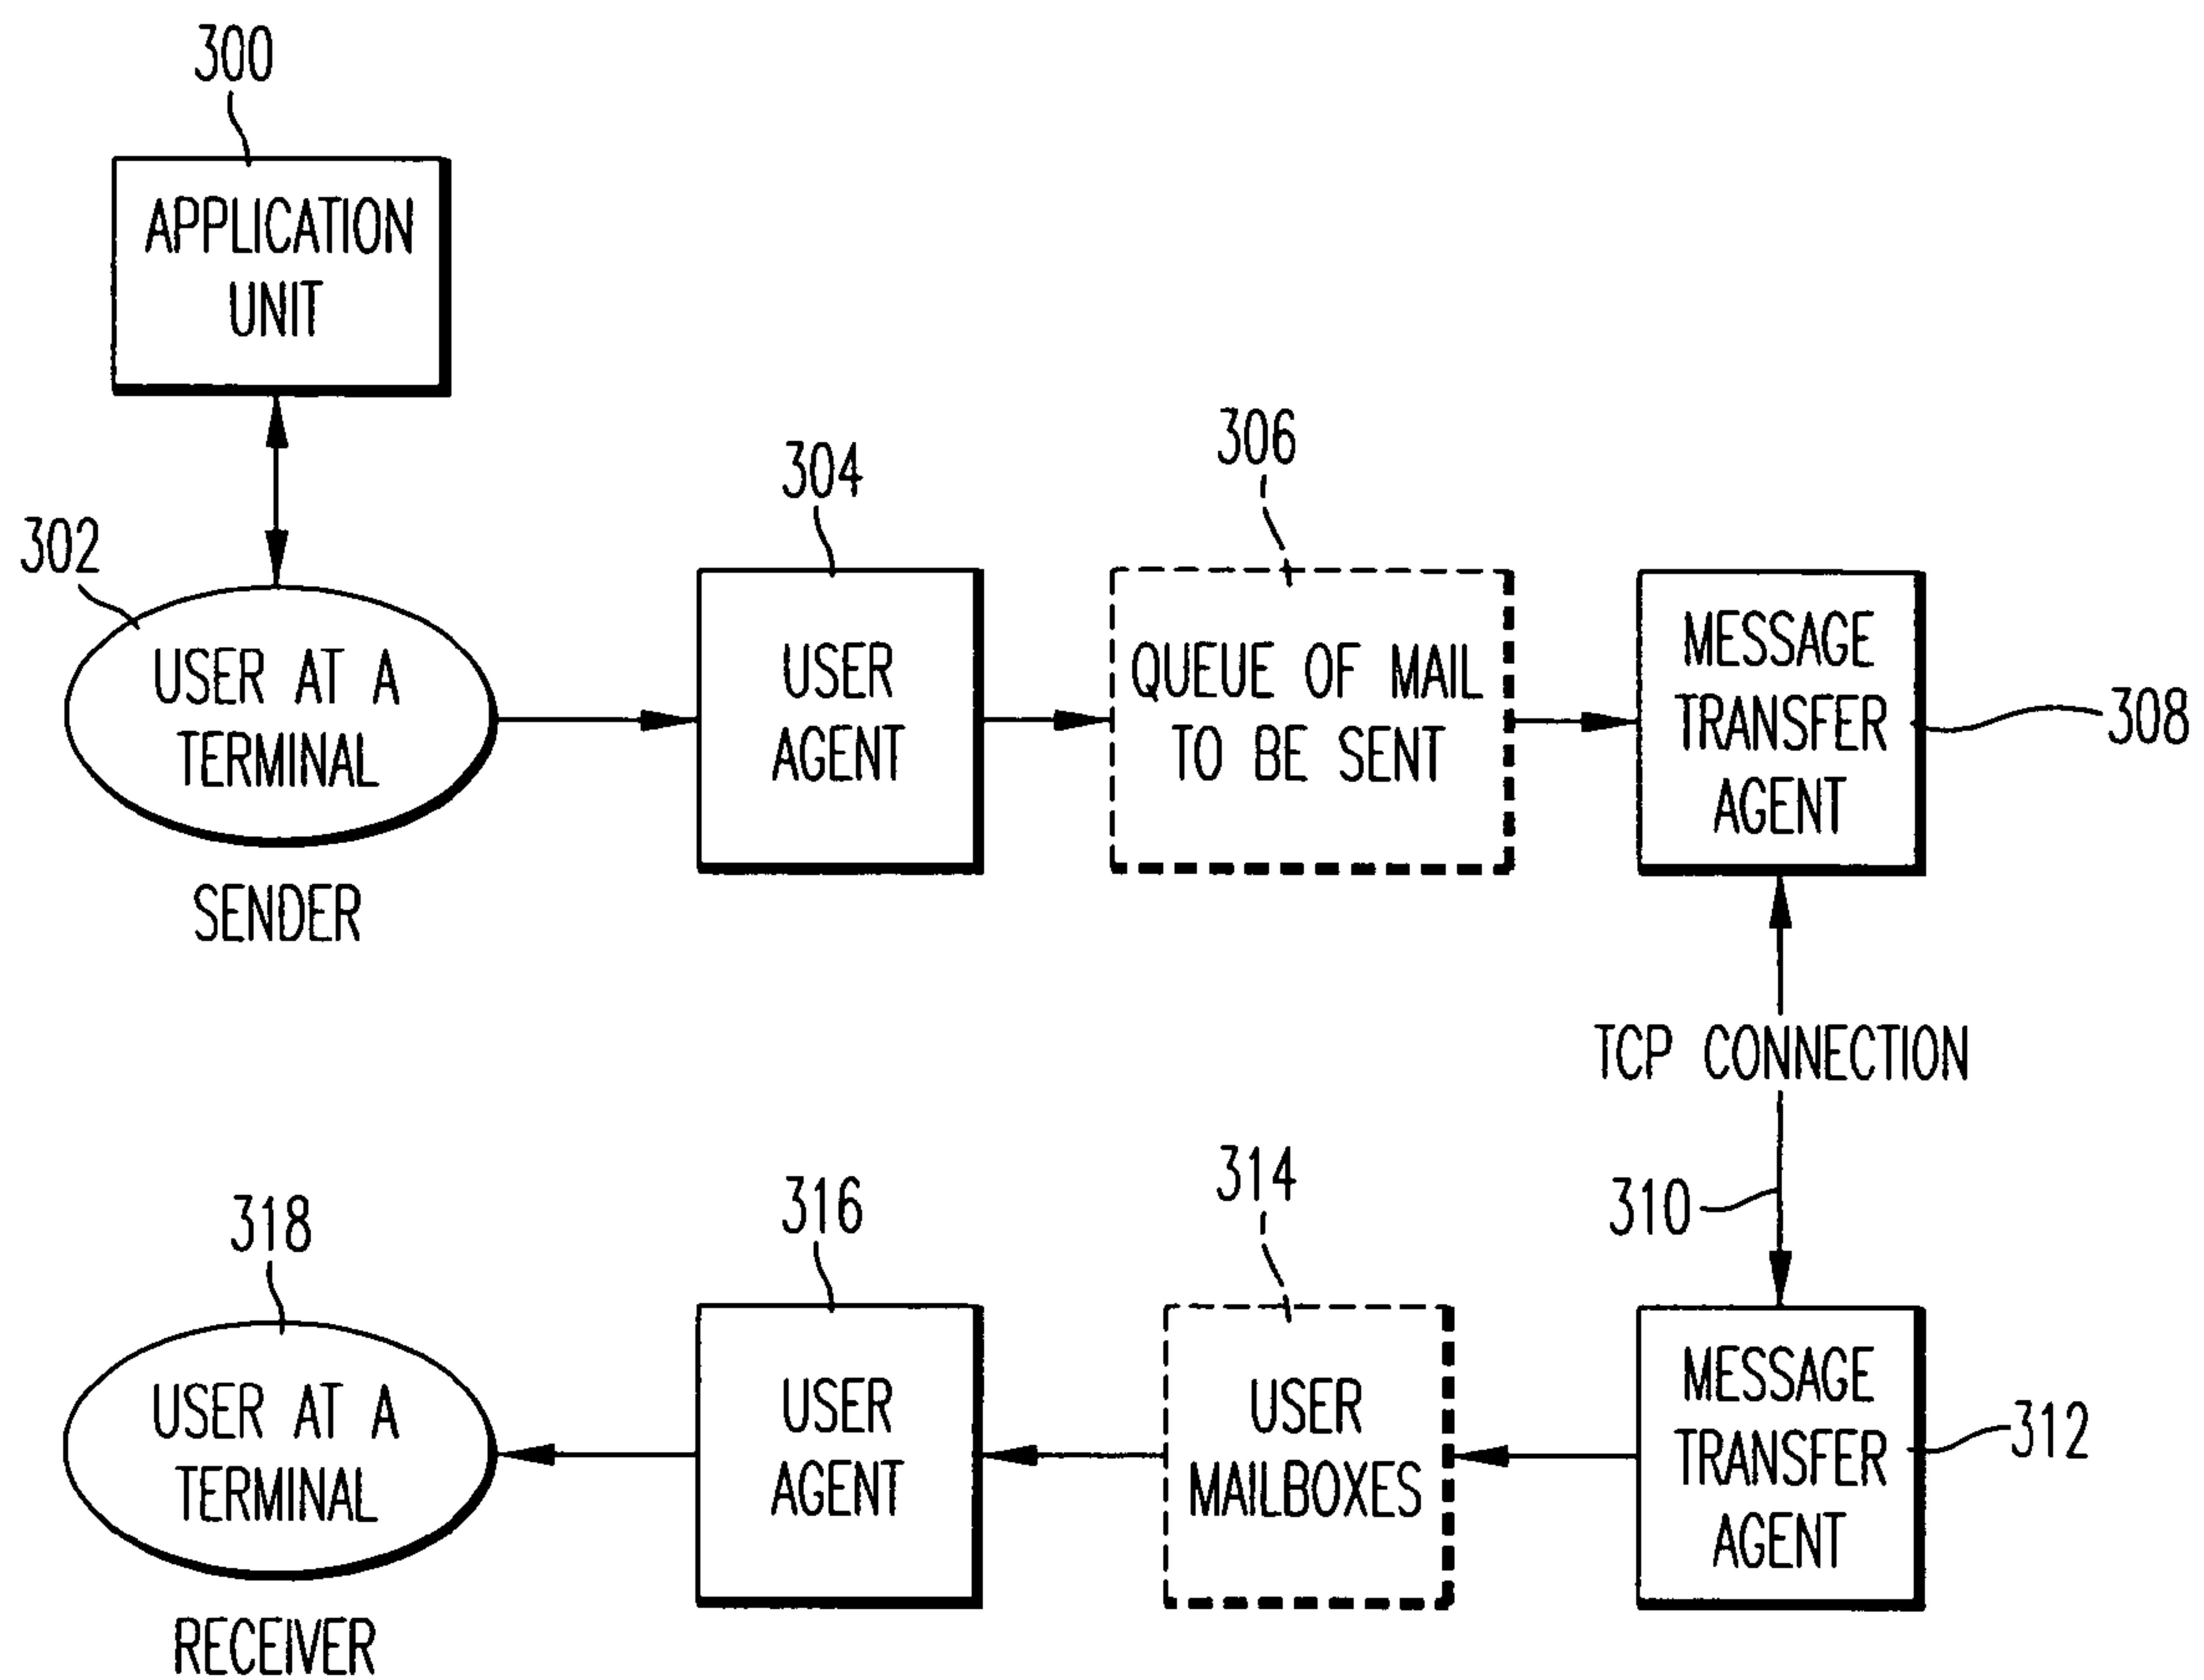 300
APPLICATION
UNIT
302
USER AT A
TERMINAL
SENDER
304
USER
AGENT
306
QUEUE OF MAIL
TO BE SENT
MESSAGE
TRANSFER
AGENT
308
TCP CONNECTION
310
MESSAGE
TRANSFER
AGENT
312
314
USER
MAILBOXES
316
USER
AGENT
318
USER AT A
TERMINAL
RECEIVER